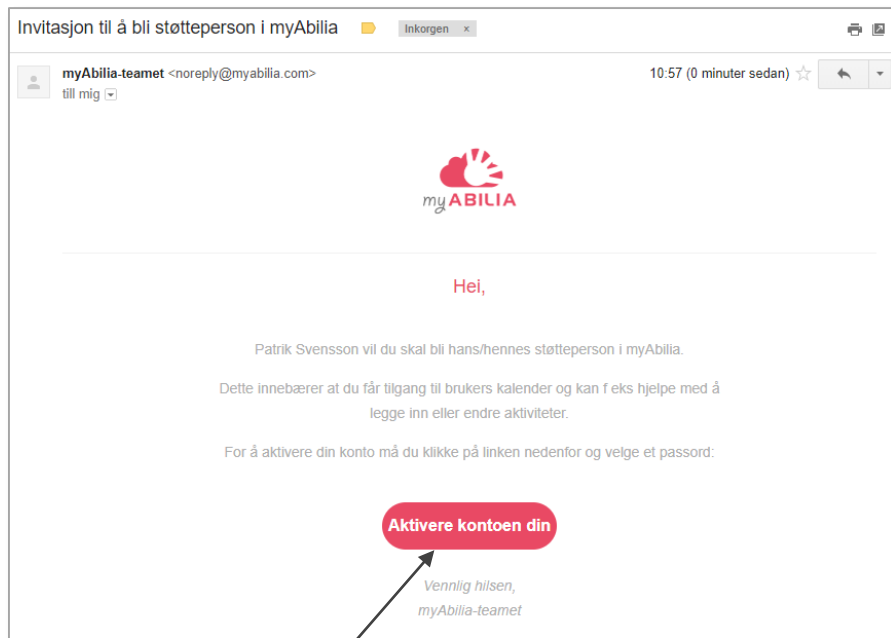 Invitasjon til å bli støtteperson i myAbilia Inkorgen x
myAbilia-teamet <noreply@myabilia.com> 10:57 (0 minuter sedan)
till mig
my ABILIA
Hei,
Patrik Svensson vil du skal bli hans/hennes støtteperson i myAbilia.
Dette innebærer at du får tilgang til brukers kalender og kan f eks hjelpe med å
legge inn eller endre aktiviteter.
For å aktivere din konto må du klikke på linken nedenfor og velge et passord:
Aktivere kontoen din
Vennlig hilsen,
myAbilia-teamet